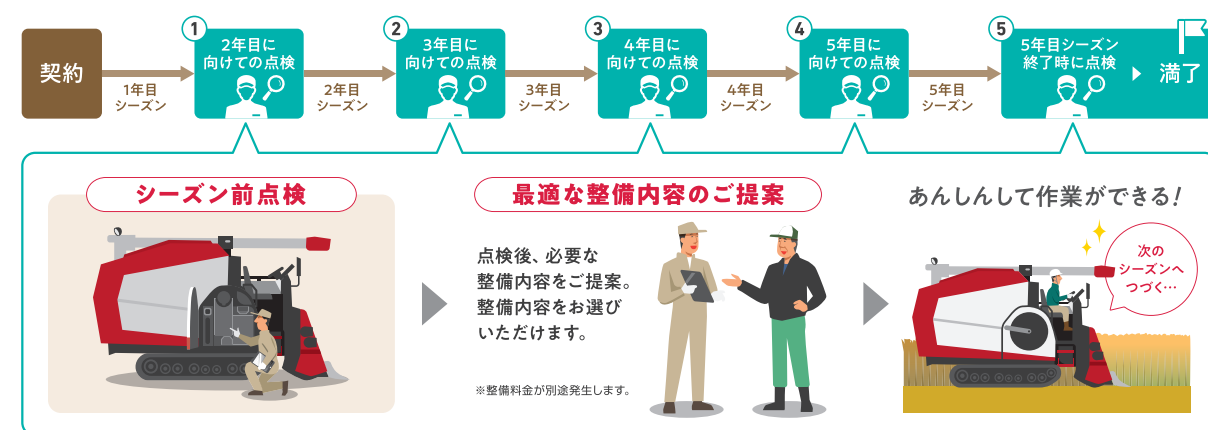 契約
1年目
シーズン
1
2年目に
向けての点検
2年目
シーズン
2
3年目に
向けての点検
3年目
シーズン
3
4年目に
向けての点検
4年目
シーズン
4
5年目に
向けての点検
5年目
シーズン
5
5年目シーズン
終了時に点検
満了
シーズン前点検
最適な整備内容のご提案
点検後、必要な
整備内容をご提案。
整備内容をお選び
いただけます。
※整備料金が別途発生します。
あんしんして作業ができる!
次の
シーズンへ
つづく…